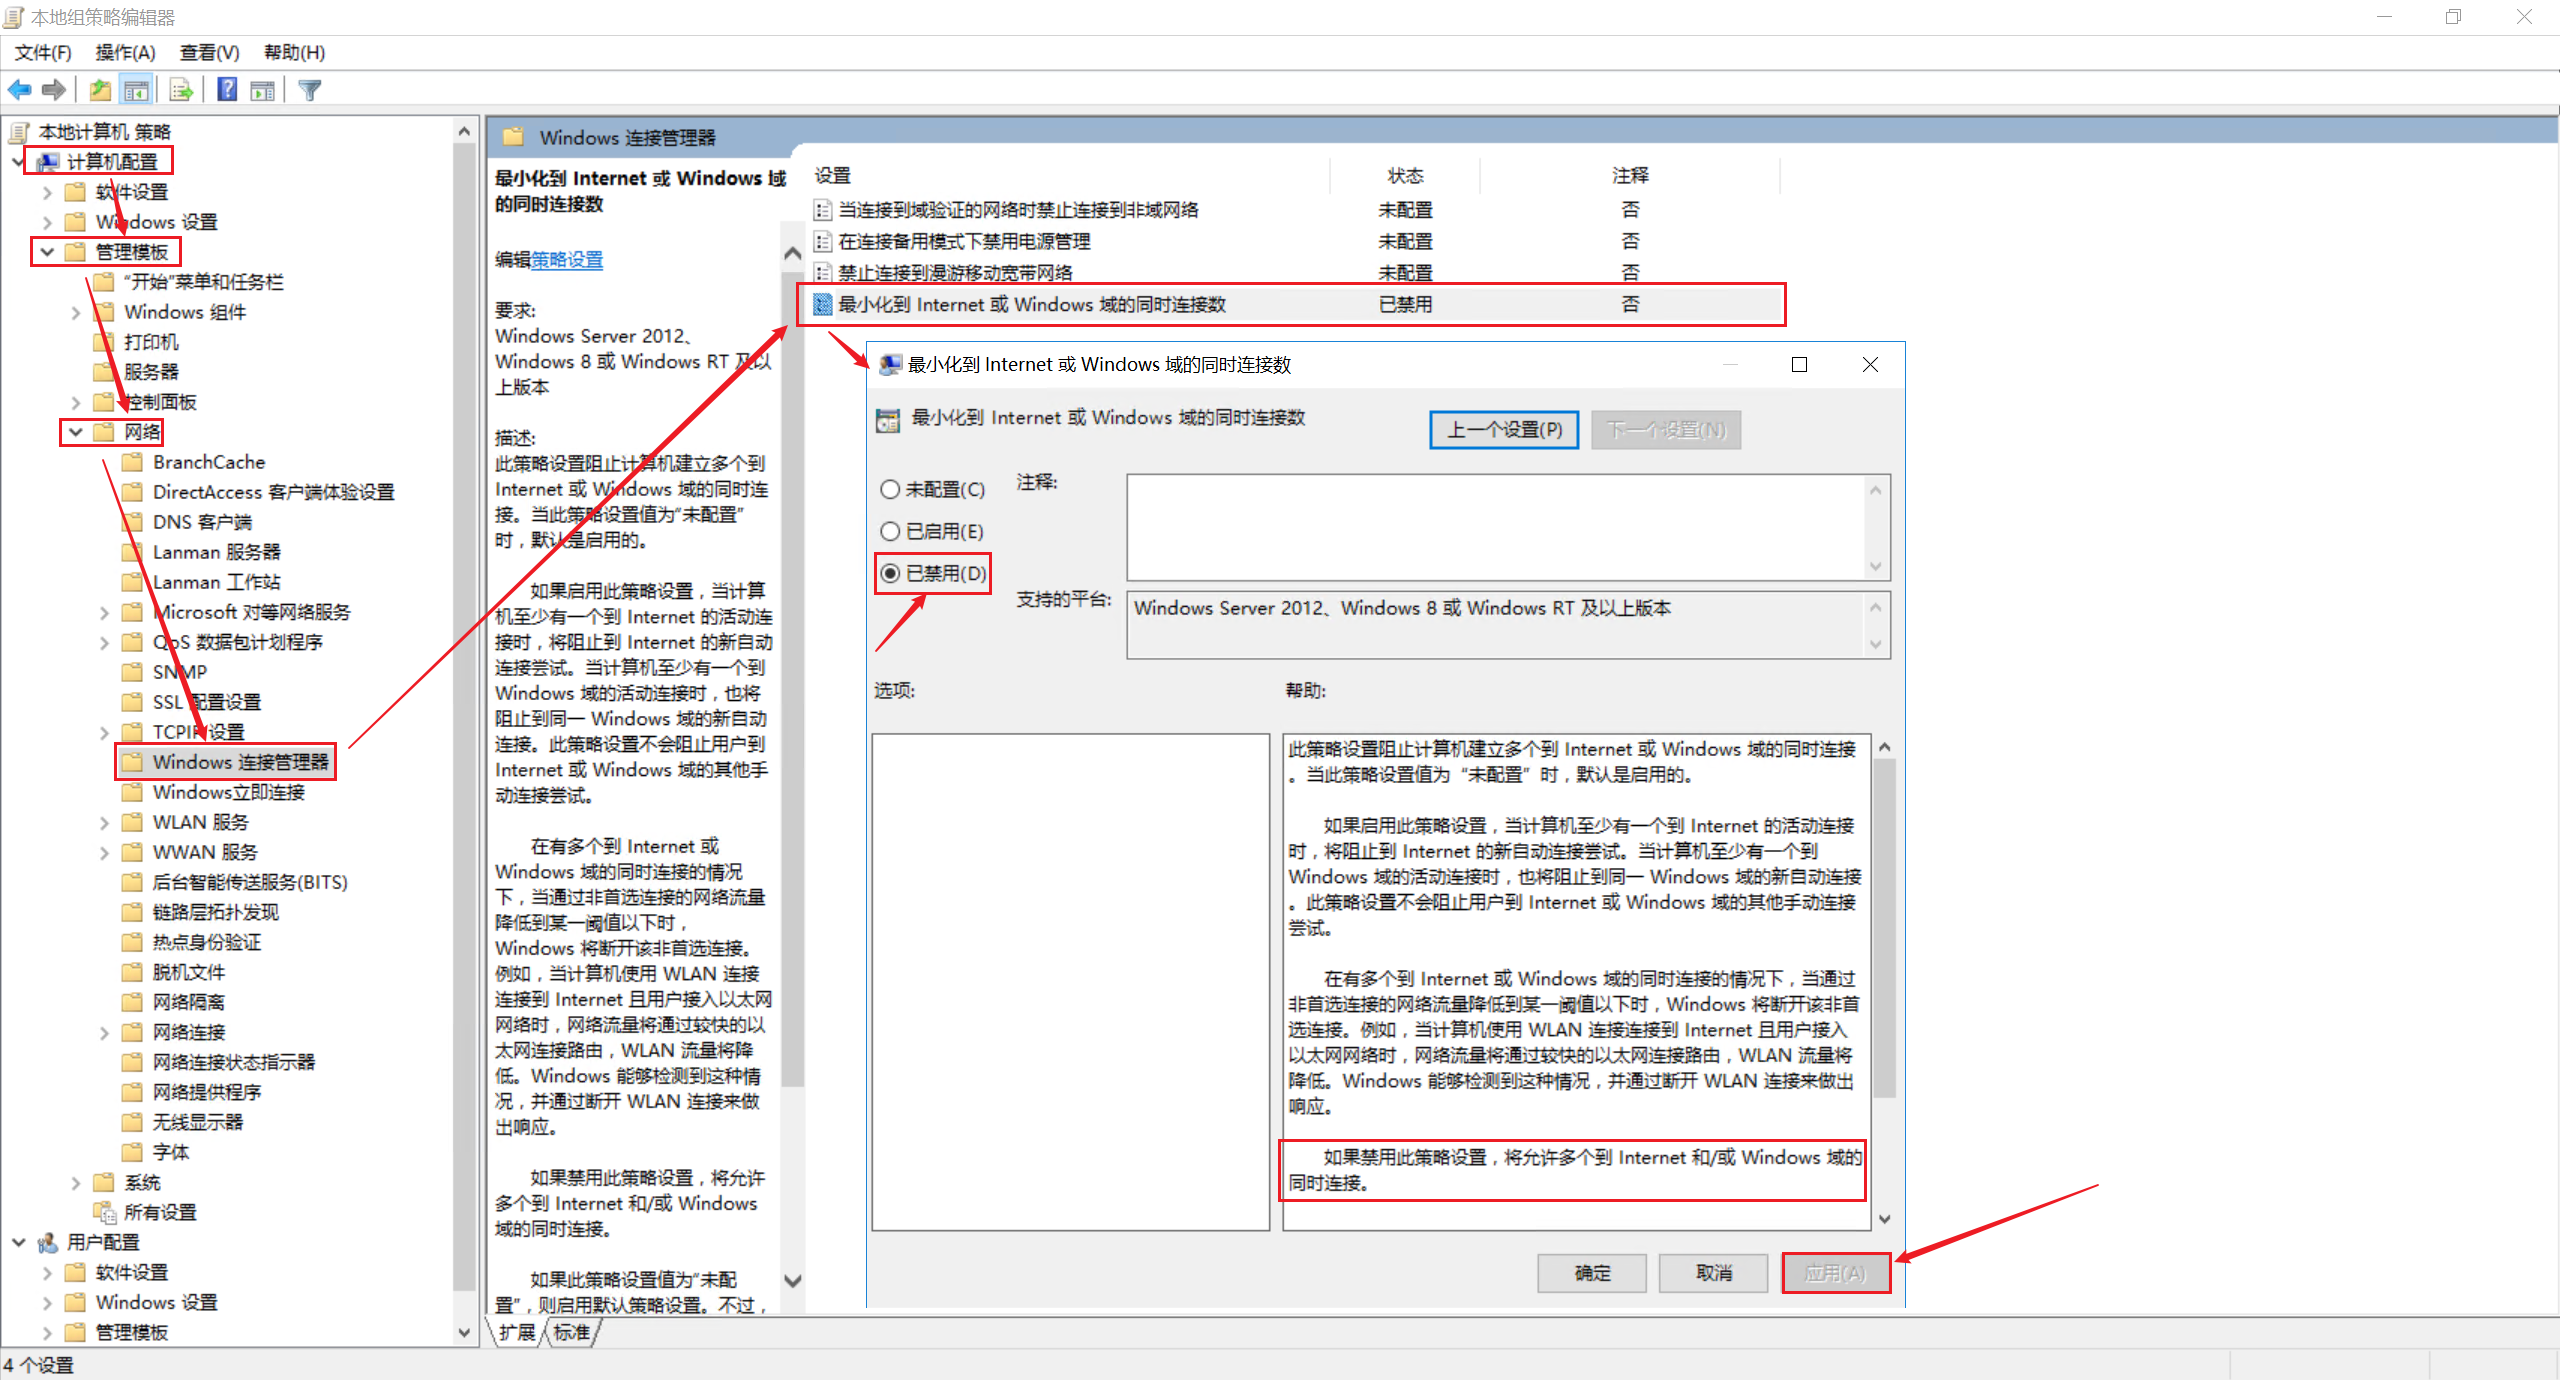 本地组策略编辑器
文件(F) 操作(A) 查看(V) 帮助(H)
本地计算机 策略
计算机配置
软件设置
Windows 设置
管理模板
“开始”菜单和任务栏
Windows 组件
打印机
服务器
控制面板
网络
BranchCache
DirectAccess 客户端体验设置
DNS 客户端
Lanman 服务器
Lanman 工作站
Microsoft 对等网络服务
QoS 数据包计划程序
SNMP
SSL 配置设置
TCPIP 设置
Windows 连接管理器
Windows立即连接
WLAN 服务
WWAN 服务
后台智能传送服务(BITS)
链路层拓扑发现
热点身份验证
脱机文件
网络隔离
网络连接
网络连接状态指示器
网络提供程序
无线显示器
字体
系统
所有设置
用户配置
软件设置
Windows 设置
管理模板
4 个设置
Windows 连接管理器
最小化到 Internet 或 Windows 域
的同时连接数
编辑策略设置
要求:
Windows Server 2012、
Windows 8 或 Windows RT 及以
上版本
描述:
此策略设置阻止计算机建立多个到
Internet 或 Windows 域的同时连
接。当此策略设置值为“未配置”
时，默认是启用的。
如果启用此策略设置，当计算
机至少有一个到 Internet 的活动连
接时，将阻止到 Internet 的新自动
连接尝试。当计算机至少有一个到
Windows 域的活动连接时，也将
阻止到同一 Windows 域的新自动
连接。此策略设置不会阻止用户到
Internet 或 Windows 域的其他手
动连接尝试。
在有多个到 Internet 或
Windows 域的同时连接的情况
下，当通过非首选连接的网络流量
降低到某一阈值以下时，
Windows 将断开该非首选连接。
例如，当计算机使用 WLAN 连接
连接到 Internet 且用户接入以太网
网络时，网络流量将通过较快的以
太网连接路由，WLAN 流量将降
低。Windows 能够检测到这种情
况，并通过断开 WLAN 连接来做
出响应。
如果禁用此策略设置，将允许
多个到 Internet 和/或 Windows
域的同时连接。
如果此策略设置值为“未配
置”，则启用默认策略设置。不过，
扩展 标准
设置 状态 注释
当连接到域验证的网络时禁止连接到非域网络 未配置 否
在连接备用模式下禁用电源管理 未配置 否
禁止连接到漫游移动宽带网络 未配置 否
最小化到 Internet 或 Windows 域的同时连接数 已禁用 否
最小化到 Internet 或 Windows 域的同时连接数
最小化到 Internet 或 Windows 域的同时连接数
上一个设置(P) 下一个设置(N)
未配置(C) 注释:
已启用(E)
已禁用(D)
支持的平台: Windows Server 2012、Windows 8 或 Windows RT 及以上版本
选项: 帮助:
此策略设置阻止计算机建立多个到 Internet 或 Windows 域的同时连接
。当此策略设置值为“未配置”时，默认是启用的。
如果启用此策略设置，当计算机至少有一个到 Internet 的活动连接
时，将阻止到 Internet 的新自动连接尝试。当计算机至少有一个到
Windows 域的活动连接时，也将阻止到同一 Windows 域的新自动连接
。此策略设置不会阻止用户到 Internet 或 Windows 域的其他手动连接
尝试。
在有多个到 Internet 或 Windows 域的同时连接的情况下，当通过
非首选连接的网络流量降低到某一阈值以下时，Windows 将断开该非首
选连接。例如，当计算机使用 WLAN 连接连接到 Internet 且用户接入
以太网网络时，网络流量将通过较快的以太网连接路由，WLAN 流量将
降低。Windows 能够检测到这种情况，并通过断开 WLAN 连接来做出
响应。
如果禁用此策略设置，将允许多个到 Internet 和/或 Windows 域的
同时连接。
确定 取消 应用(A)